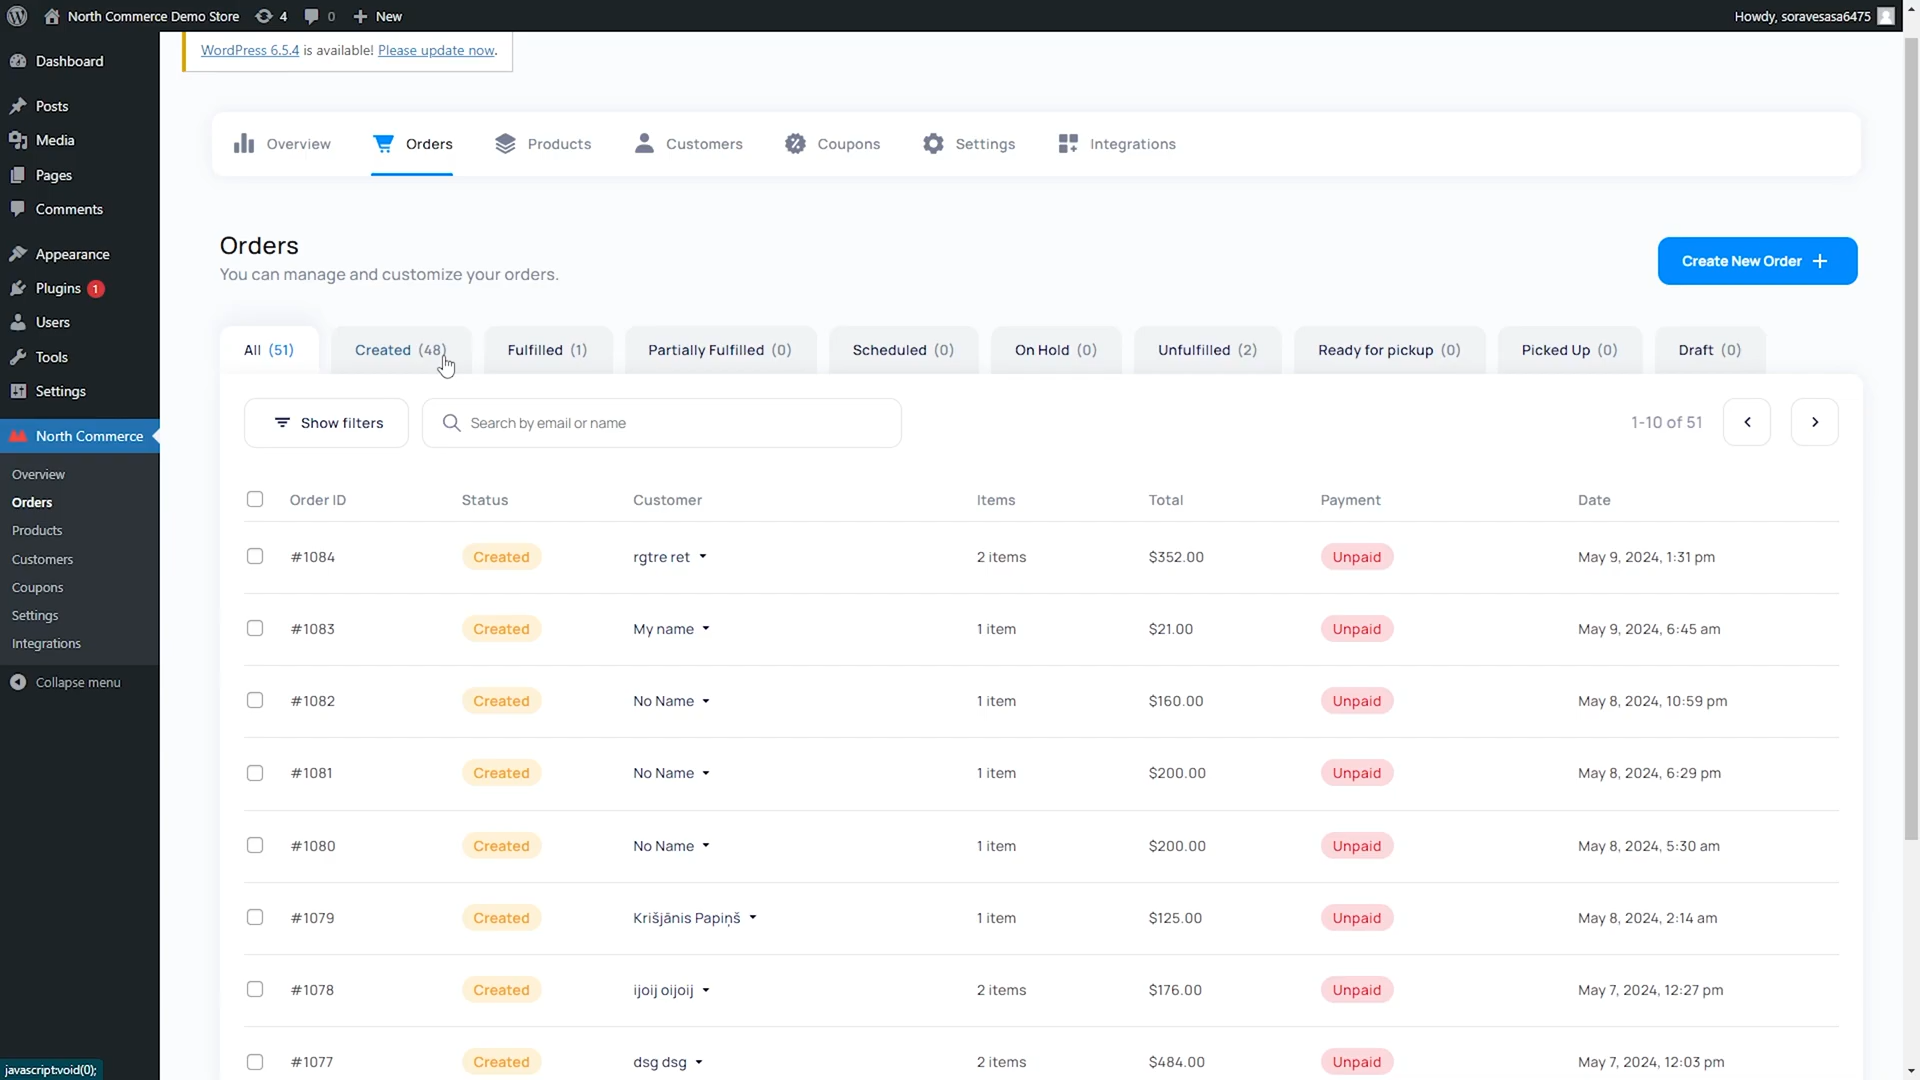 North Commerce Demo Store 4 0 New Howdy, soravesasa6475
WordPress 6.5.4 is available! Please update now.
Dashboard
Posts
Media
Pages
Comments
Appearance
Plugins 1
Users
Tools
Settings
North Commerce
Overview
Orders
Products
Customers
Coupons
Settings
Integrations
Collapse menu
Overview Orders Products Customers Coupons Settings Integrations
Orders
You can manage and customize your orders.
Create New Order +
All (51) Created (48) Fulfilled (1) Partially Fulfilled (0) Scheduled (0) On Hold (0) Unfulfilled (2) Ready for pickup (0) Picked Up (0) Draft (0)
Show filters Search by email or name 1-10 of 51
Order ID Status Customer Items Total Payment Date
#1084 Created rgtre ret 2 items $352.00 Unpaid May 9, 2024, 1:31 pm
#1083 Created My name 1 item $21.00 Unpaid May 9, 2024, 6:45 am
#1082 Created No Name 1 item $160.00 Unpaid May 8, 2024, 10:59 pm
#1081 Created No Name 1 item $200.00 Unpaid May 8, 2024, 6:29 pm
#1080 Created No Name 1 item $200.00 Unpaid May 8, 2024, 5:30 am
#1079 Created Krišjānis Papiņš 1 item $125.00 Unpaid May 8, 2024, 2:14 am
#1078 Created ijoij oijoij 2 items $176.00 Unpaid May 7, 2024, 12:27 pm
#1077 Created dsg dsg 2 items $484.00 Unpaid May 7, 2024, 12:03 pm
javascript:void(0);